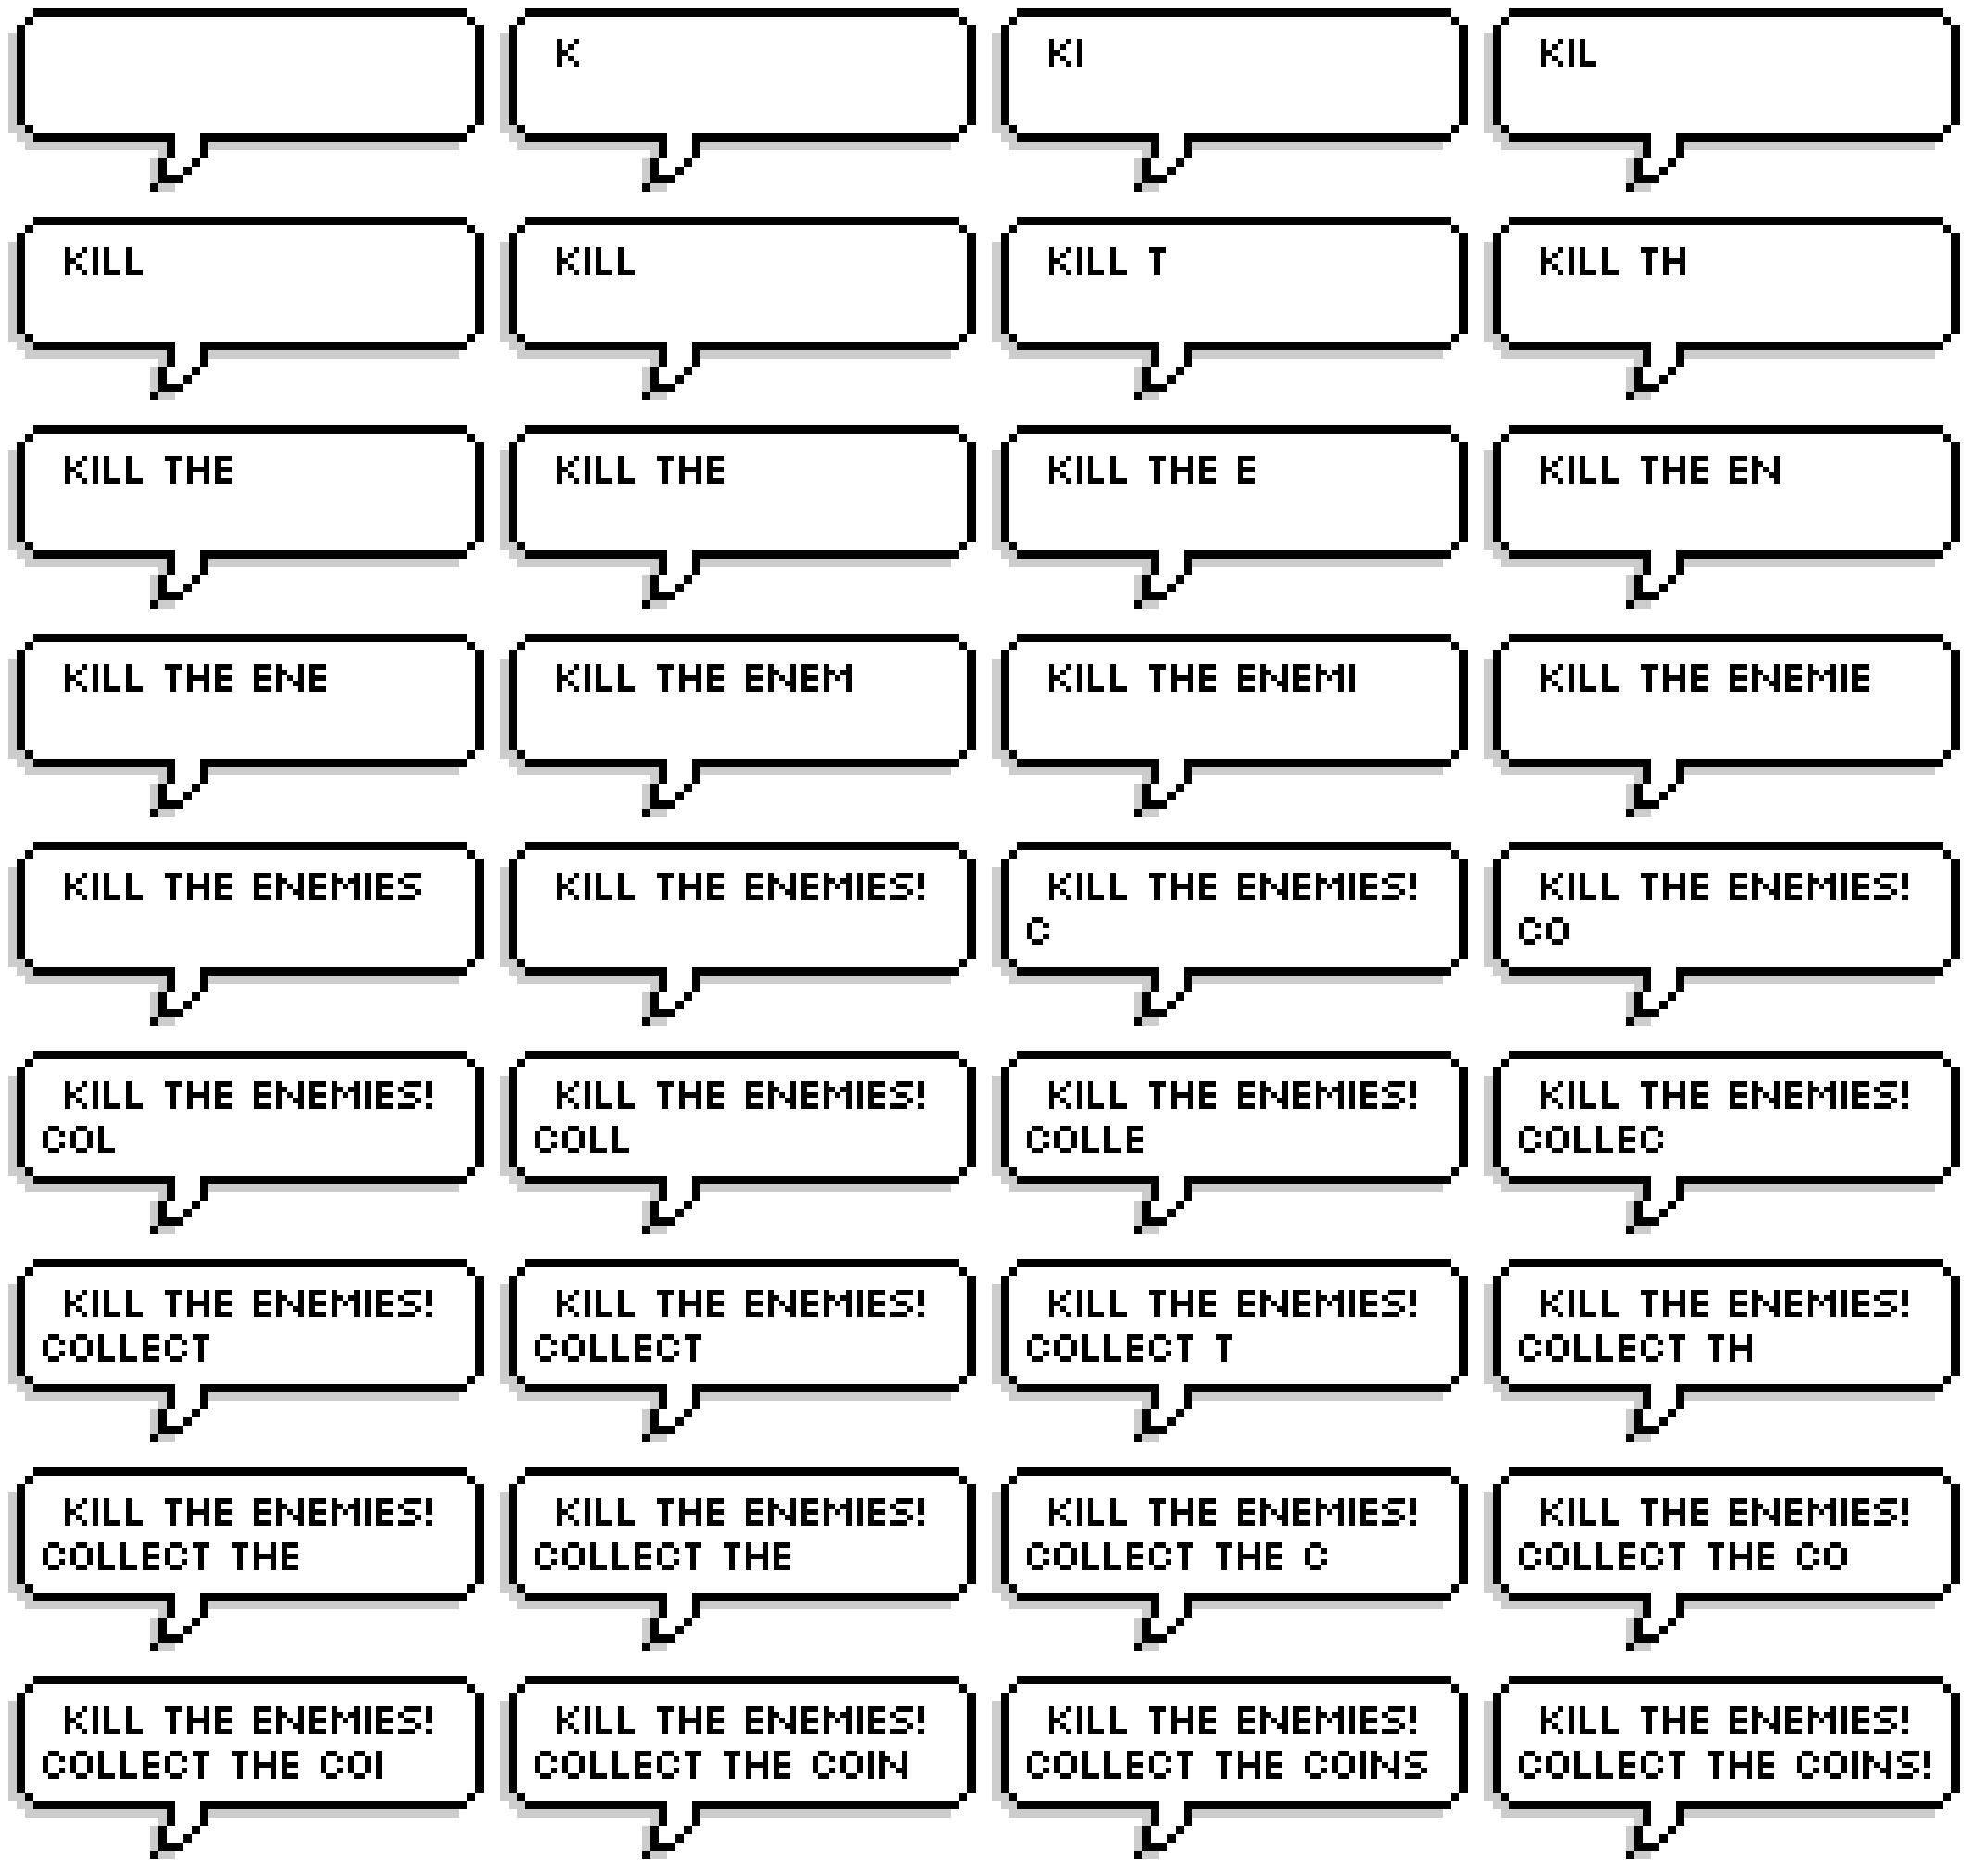 K
KI
KIL
KILL
KILL
KILL T
KILL TH
KILL THE
KILL THE
KILL THE E
KILL THE EN
KILL THE ENE
KILL THE ENEM
KILL THE ENEMI
KILL THE ENEMIE
KILL THE ENEMIES
KILL THE ENEMIES!
KILL THE ENEMIES!
C
KILL THE ENEMIES!
CO
KILL THE ENEMIES!
COL
KILL THE ENEMIES!
COLL
KILL THE ENEMIES!
COLLE
KILL THE ENEMIES!
COLLEC
KILL THE ENEMIES!
COLLECT
KILL THE ENEMIES!
COLLECT
KILL THE ENEMIES!
COLLECT T
KILL THE ENEMIES!
COLLECT TH
KILL THE ENEMIES!
COLLECT THE
KILL THE ENEMIES!
COLLECT THE
KILL THE ENEMIES!
COLLECT THE C
KILL THE ENEMIES!
COLLECT THE CO
KILL THE ENEMIES!
COLLECT THE COI
KILL THE ENEMIES!
COLLECT THE COIN
KILL THE ENEMIES!
COLLECT THE COINS
KILL THE ENEMIES!
COLLECT THE COINS!